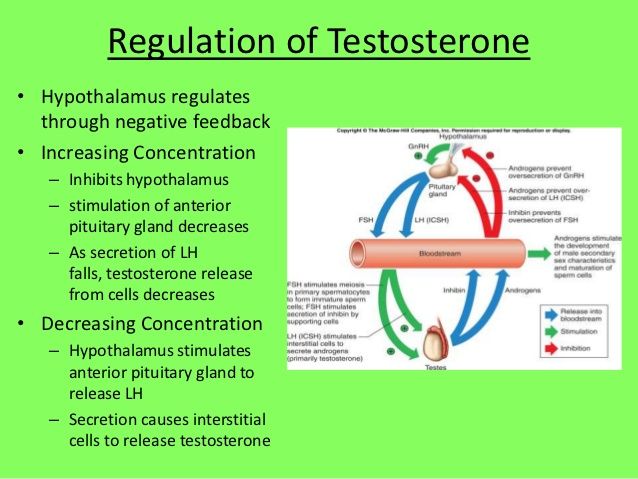 Regulation of Testosterone
• Hypothalamus regulates
through negative feedback
• Increasing Concentration
– Inhibits hypothalamus
– stimulation of anterior
pituitary gland decreases
– As secretion of LH
falls, testosterone release
from cells decreases
• Decreasing Concentration
– Hypothalamus stimulates
anterior pituitary gland to
release LH
– Secretion causes interstitial
cells to release testosterone
Copyright © The McGraw-Hill Companies, Inc. Permission required for reproduction or display.
Hypothalamus
GnRH
Pituitary
gland
Androgens prevent
oversecretion of GnRH
Androgens prevent over-
secretion of LH (ICSH)
Inhibin prevents
oversecretion of FSH
FSH
LH (ICSH)
Bloodstream
Androgens stimulate
the development of
male secondary
sex characteristics
and maturation of
sperm cells
FSH stimulates meiosis
in primary spermatocytes
to form immature sperm
cells; FSH stimulates
secretion of inhibin by
supporting cells
LH (ICSH) stimulates
interstitial cells to
secrete androgens
(primarily testosterone)
Inhibin
Androgens
Testes
Release into
bloodstream
Stimulation
Inhibition